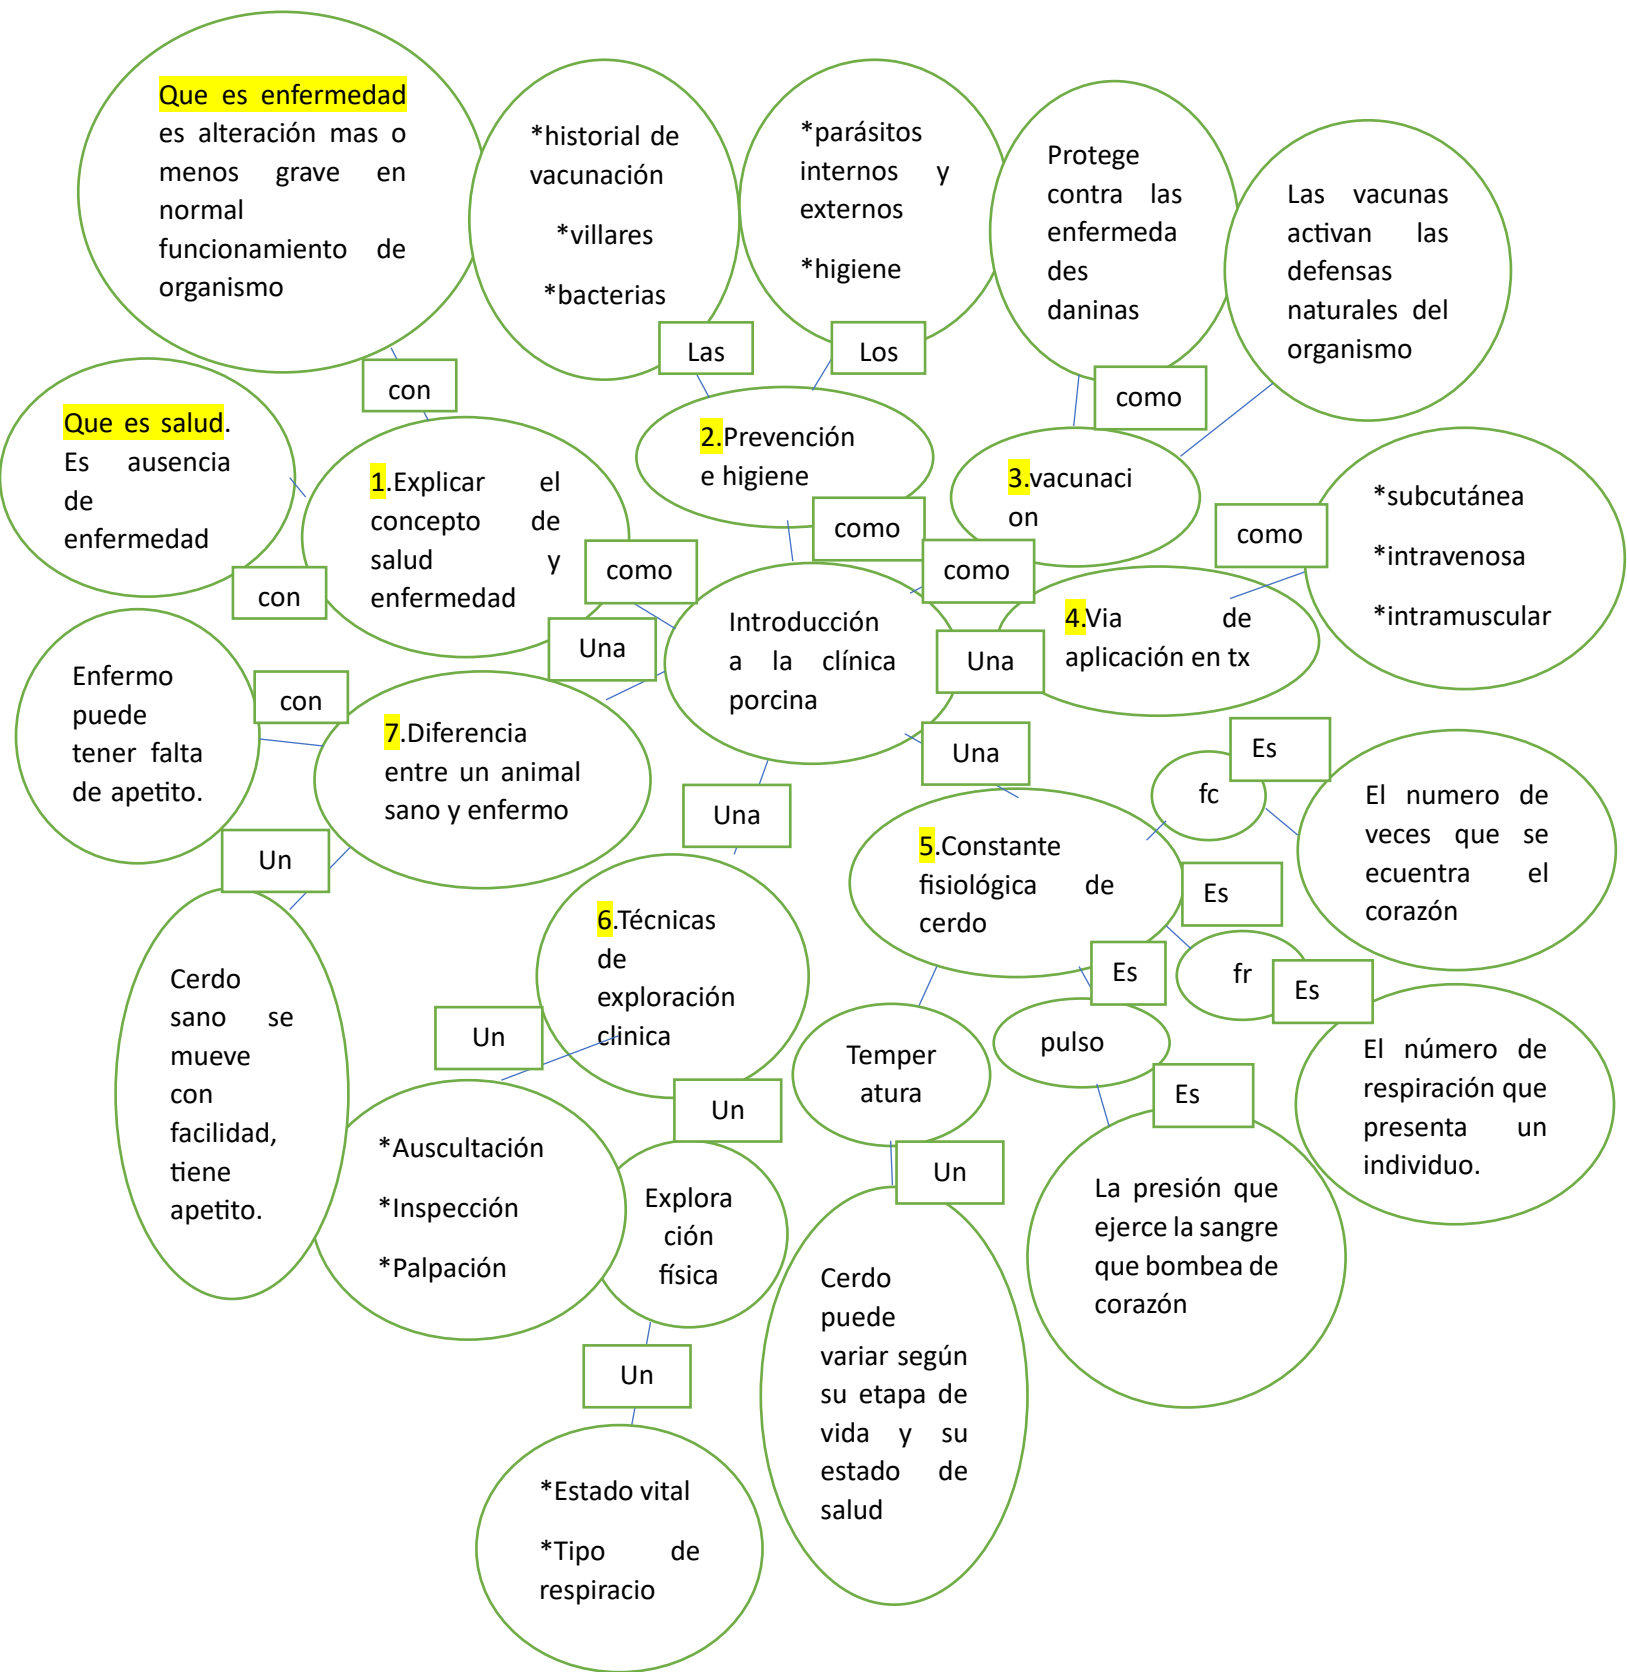 Que es enfermedad
es alteración mas o
menos grave en
normal
funcionamiento de
organismo
*historial de
vacunación
*villares
*bacterias
*parásitos
internos y
externos
*higiene
Protege
contra las
enfermeda
des
daninas
Las vacunas
activan las
defensas
naturales del
organismo
Las
Los
con
como
Que es salud.
Es ausencia
de
enfermedad
1.Explicar el
concepto de
salud y
enfermedad
2.Prevención
e higiene
3.vacunaci
on
*subcutánea
*intravenosa
*intramuscular
como
como
como
como
con
Introducción
a la clínica
porcina
4.Via de
aplicación en tx
Una
Una
Enfermo
puede
tener falta
de apetito.
con
7.Diferencia
entre un animal
sano y enfermo
Una
Una
fc
Es
El numero de
veces que se
ecuentra el
corazón
Un
5.Constante
fisiológica de
cerdo
Es
6.Técnicas
de
exploración
clinica
Cerdo
sano se
mueve
con
facilidad,
tiene
apetito.
Un
Es
fr
Es
Temper
atura
pulso
El número de
respiración que
presenta un
individuo.
Un
Es
*Auscultación
*Inspección
*Palpación
Explora
ción
física
Un
La presión que
ejerce la sangre
que bombea de
corazón
Cerdo
puede
variar según
su etapa de
vida y su
estado de
salud
Un
*Estado vital
*Tipo de
respiracio